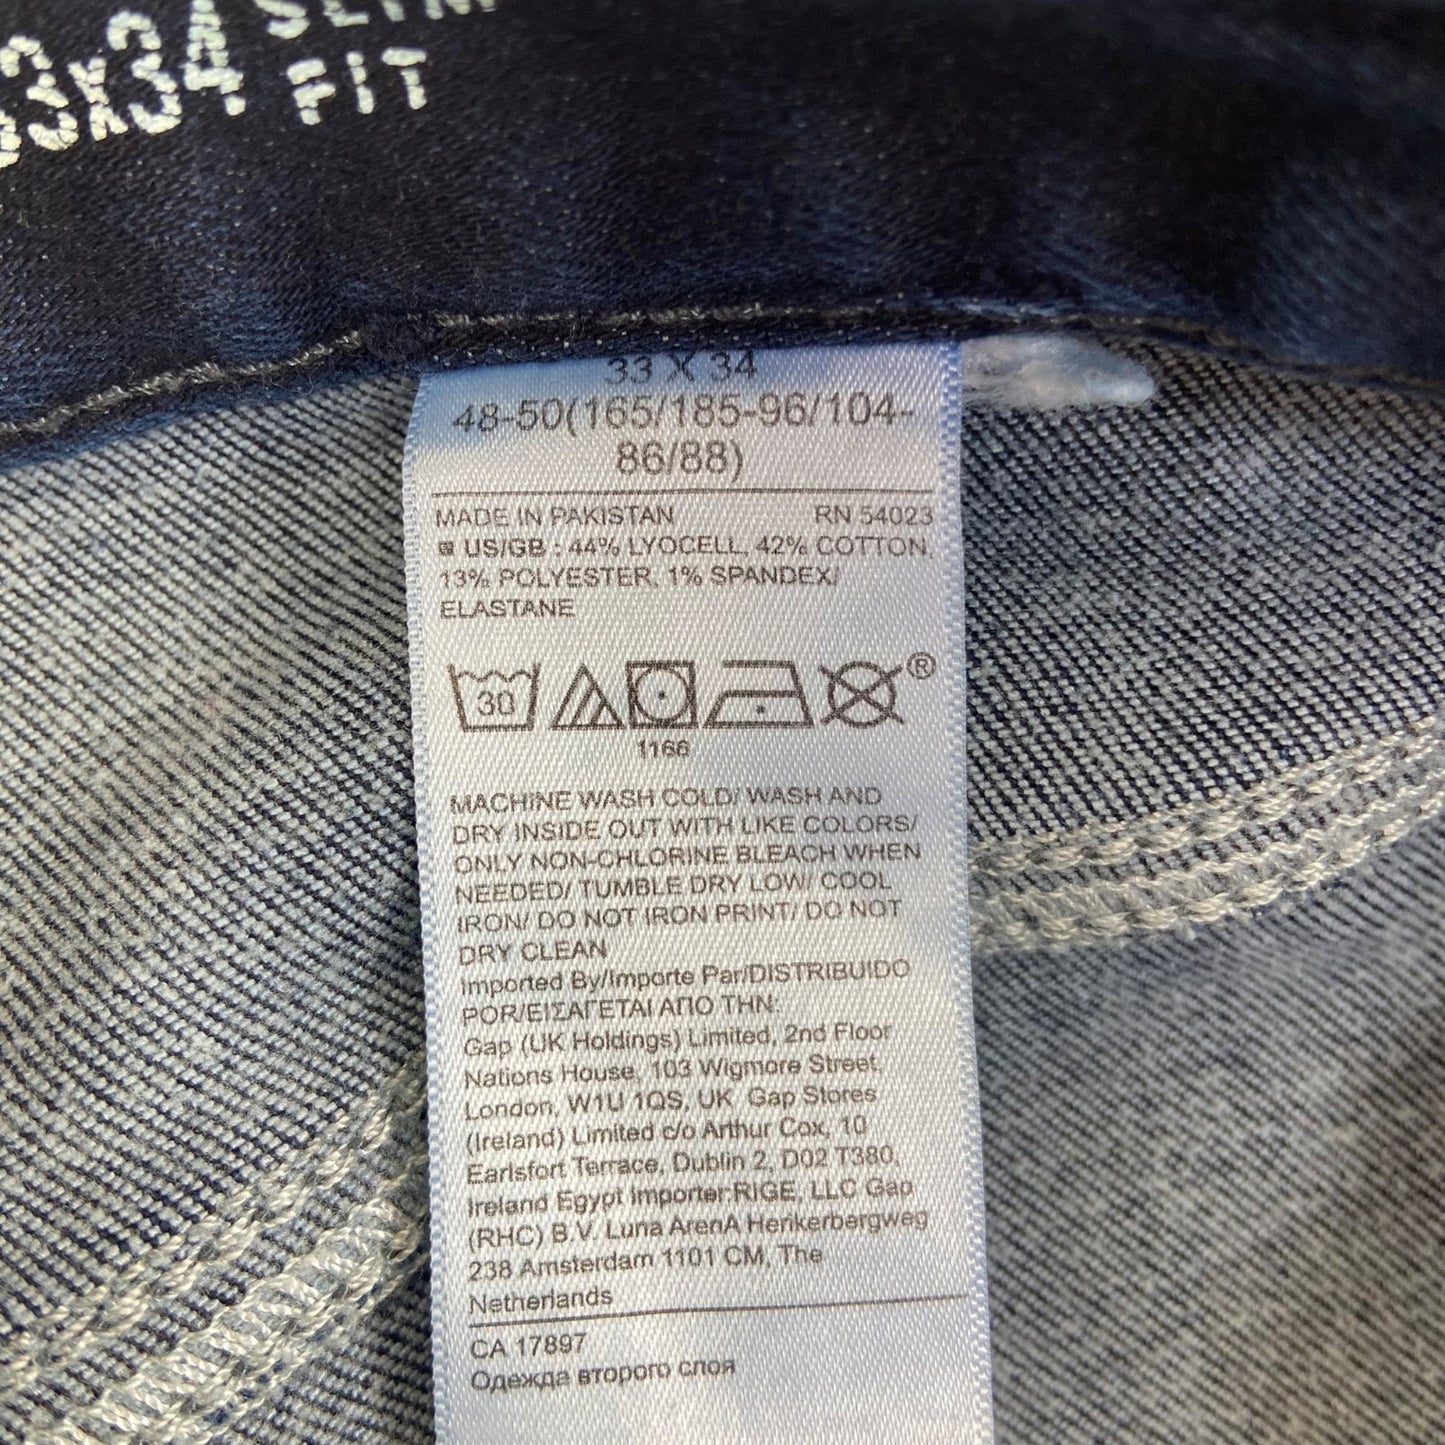 33x34 SLIM
FIT
33 X 34
48-50(165/185-96/104-
86/88)
MADE IN PAKISTAN RN 54023
US/GB : 44% LYOCELL, 42% COTTON,
13% POLYESTER, 1% SPANDEX/
ELASTANE
30
®
1166
MACHINE WASH COLD/ WASH AND
DRY INSIDE OUT WITH LIKE COLORS/
ONLY NON-CHLORINE BLEACH WHEN
NEEDED/ TUMBLE DRY LOW/ COOL
IRON/ DO NOT IRON PRINT/ DO NOT
DRY CLEAN
Imported By/Importe Par/DISTRIBUIDO
POR/ΕΙΣΑΓΕΤΑΙ ΑΠΟ ΤΗΝ:
Gap (UK Holdings) Limited, 2nd Floor
Nations House, 103 Wigmore Street,
London, W1U 1QS, UK Gap Stores
(Ireland) Limited c/o Arthur Cox, 10
Earlsfort Terrace, Dublin 2, D02 T380,
Ireland Egypt Importer:RIGE, LLC Gap
(RHC) B.V. Luna ArenA Herikerbergweg
238 Amsterdam 1101 CM, The
Netherlands
CA 17897
Одежда второго слоя